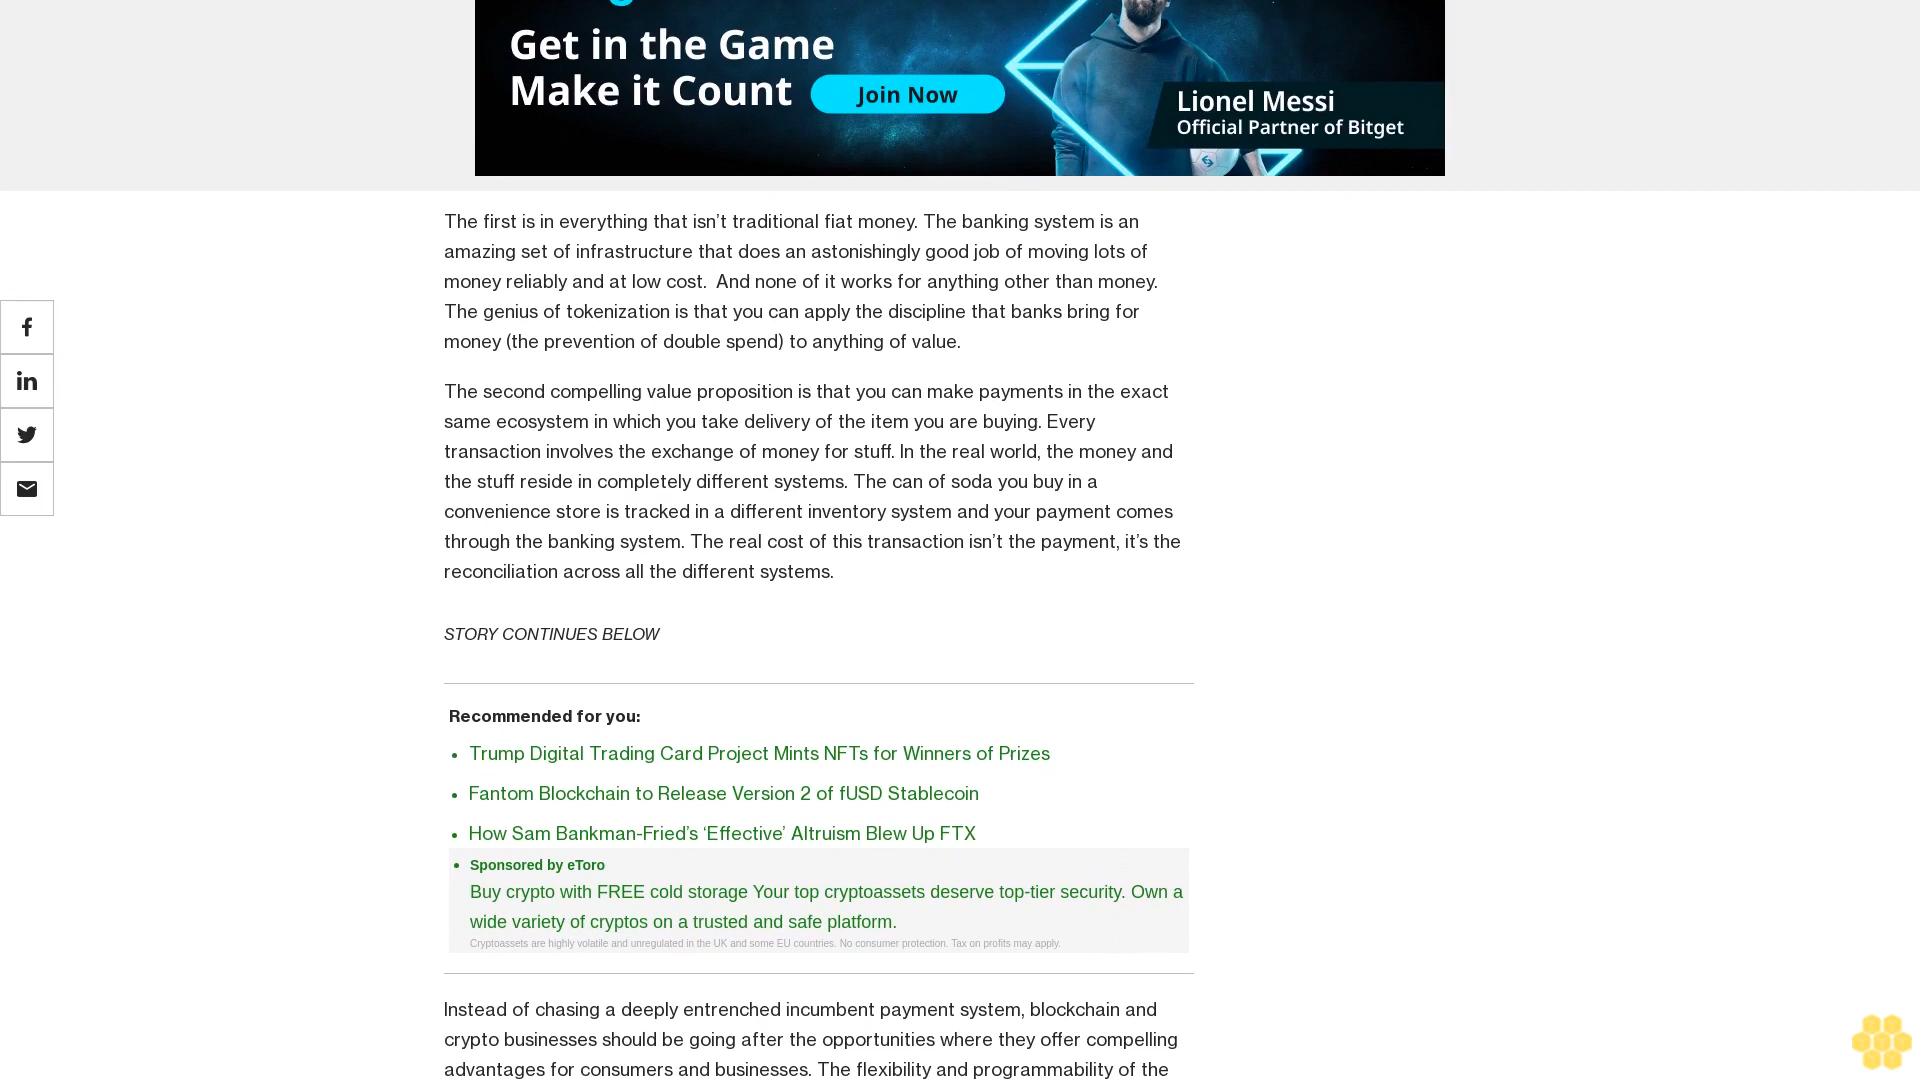 Get in the Game
Make it Count
Join Now
Lionel Messi
Official Partner of Bitget
The first is in everything that isn’t traditional fiat money. The banking system is an
amazing set of infrastructure that does an astonishingly good job of moving lots of
money reliably and at low cost.  And none of it works for anything other than money.
The genius of tokenization is that you can apply the discipline that banks bring for
money (the prevention of double spend) to anything of value.
The second compelling value proposition is that you can make payments in the exact
same ecosystem in which you take delivery of the item you are buying. Every
transaction involves the exchange of money for stuff. In the real world, the money and
the stuff reside in completely different systems. The can of soda you buy in a
convenience store is tracked in a different inventory system and your payment comes
through the banking system. The real cost of this transaction isn’t the payment, it’s the
reconciliation across all the different systems.
STORY CONTINUES BELOW
Recommended for you:
• Trump Digital Trading Card Project Mints NFTs for Winners of Prizes
• Fantom Blockchain to Release Version 2 of fUSD Stablecoin
• How Sam Bankman-Fried’s ‘Effective’ Altruism Blew Up FTX
• Sponsored by eToro
Buy crypto with FREE cold storage Your top cryptoassets deserve top-tier security. Own a
wide variety of cryptos on a trusted and safe platform.
Cryptoassets are highly volatile and unregulated in the UK and some EU countries. No consumer protection. Tax on profits may apply.
Instead of chasing a deeply entrenched incumbent payment system, blockchain and
crypto businesses should be going after the opportunities where they offer compelling
advantages for consumers and businesses. The flexibility and programmability of the